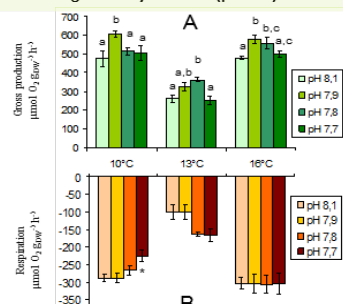 A
Gross production
µmol O₂ gDW⁻¹ h⁻¹
700
600
500
400
300
200
100
0
a b a a
a a,b b a
a b b,c a,c
pH 8,1
pH 7,9
pH 7,8
pH 7,7
10°C 13°C 16°C
Respiration
µmol O₂ gDW⁻¹ h⁻¹
0
-50
-100
-150
-200
-250
-300
-350
*
pH 8,1
pH 7,9
pH 7,8
pH 7,7
B